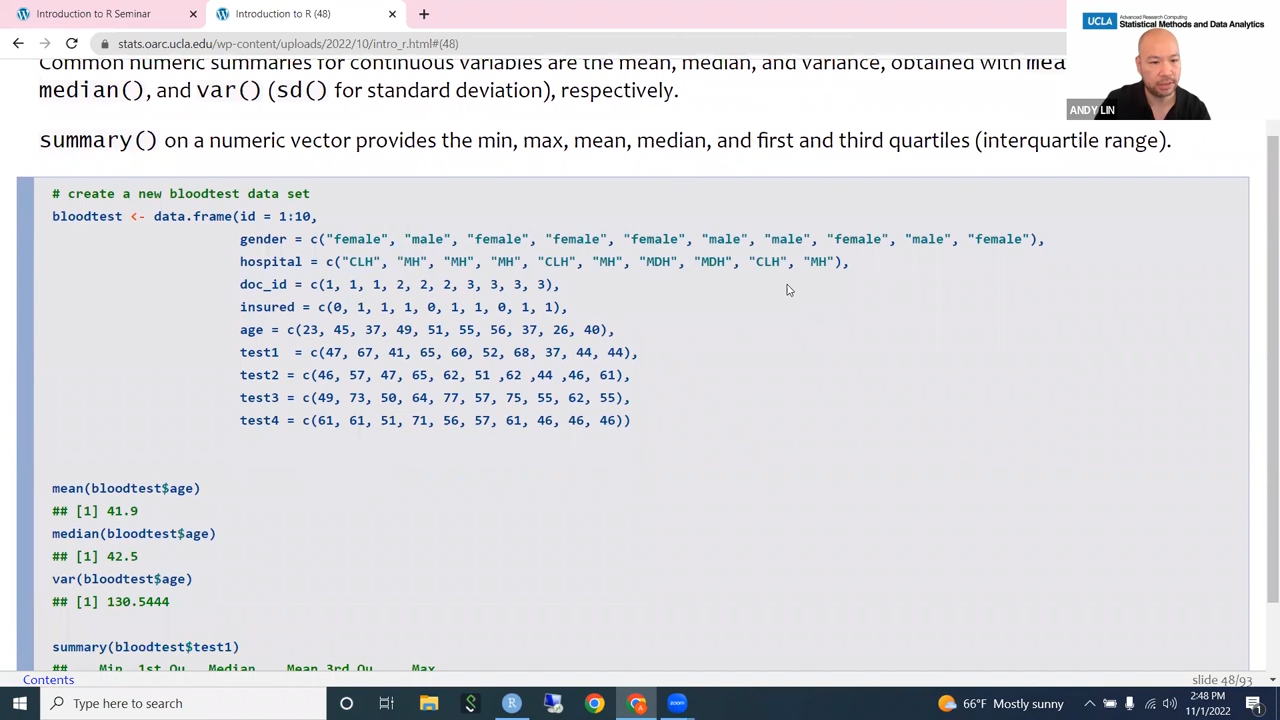 Introduction to R Seminar
Introduction to R (48)
stats.oarc.ucla.edu/wp-content/uploads/2022/10/intro_r.html#(48)
UCLA Advanced Research Computing
Statistical Methods and Data Analytics
ANDY LIN
Common numeric summaries for continuous variables are the mean, median, and variance, obtained with mea
median(), and var() (sd() for standard deviation), respectively.
summary() on a numeric vector provides the min, max, mean, median, and first and third quartiles (interquartile range).
# create a new bloodtest data set
bloodtest <- data.frame(id = 1:10,
gender = c("female", "male", "female", "female", "female", "male", "male", "female", "male", "female"),
hospital = c("CLH", "MH", "MH", "MH", "CLH", "MH", "MDH", "MDH", "CLH", "MH"),
doc_id = c(1, 1, 1, 2, 2, 2, 3, 3, 3, 3),
insured = c(0, 1, 1, 1, 0, 1, 1, 0, 1, 1),
age = c(23, 45, 37, 49, 51, 55, 56, 37, 26, 40),
test1  = c(47, 67, 41, 65, 60, 52, 68, 37, 44, 44),
test2 = c(46, 57, 47, 65, 62, 51 ,62 ,44 ,46, 61),
test3 = c(49, 73, 50, 64, 77, 57, 75, 55, 62, 55),
test4 = c(61, 61, 51, 71, 56, 57, 61, 46, 46, 46))
mean(bloodtest$age)
## [1] 41.9
median(bloodtest$age)
## [1] 42.5
var(bloodtest$age)
## [1] 130.5444
summary(bloodtest$test1)
## Min. 1st Qu. Median Mean 3rd Qu. Max.
Contents
slide 48/93
Type here to search
R
zoom
66°F Mostly sunny
2:48 PM
11/1/2022